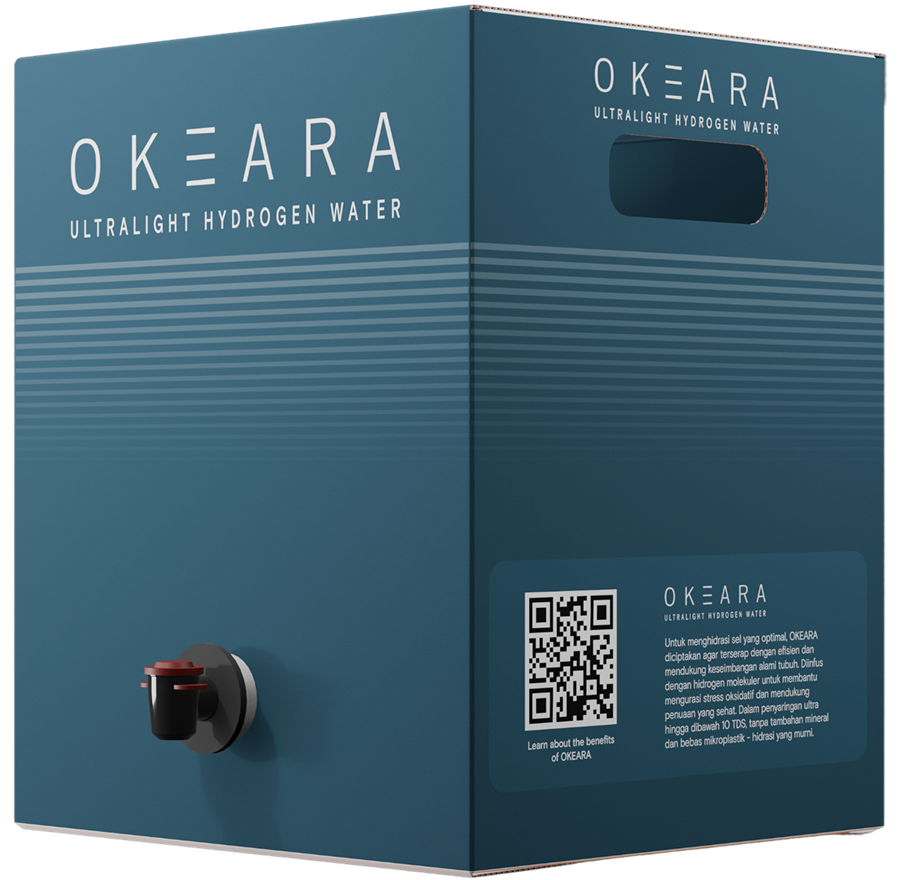 OKEARA
ULTRALIGHT HYDROGEN WATER
OKEARA
ULTRALIGHT HYDROGEN WATER
Learn about the benefits
of OKEARA
OKEARA
ULTRALIGHT HYDROGEN WATER
Untuk menghidrasi sel yang optimal, OKEARA
diciptakan agar terserap dengan efisien dan
mendukung keseimbangan alami tubuh. Diinfus
dengan hidrogen molekuler untuk membantu
mengurasi stress oksidatif dan mendukung
penuaan yang sehat. Dalam penyaringan ultra
hingga dibawah 10 TDS, tanpa tambahan mineral
dan bebas mikroplastik - hidrasi yang murni.